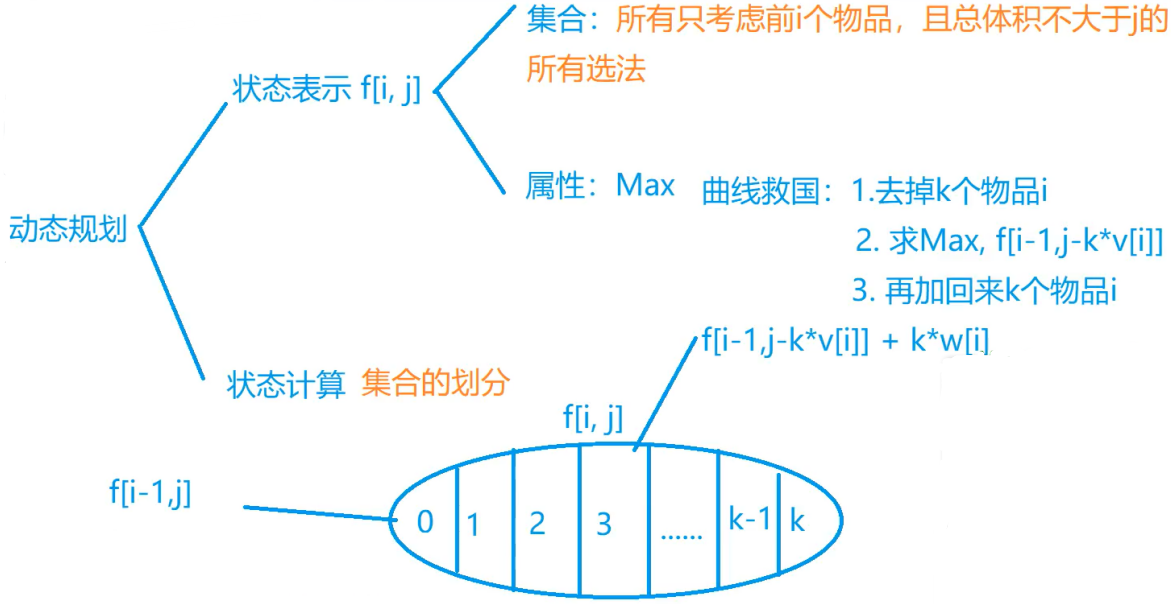 集合：所有只考虑前i个物品，且总体积不大于j的
所有选法
状态表示 f[i, j]
属性：Max
曲线救国：1.去掉k个物品i
动态规划
2. 求Max, f[i-1,j-k*v[i]]
3. 再加回来k个物品i
f[i-1,j-k*v[i]] + k*w[i]
状态计算 集合的划分
f[i, j]
f[i-1,j]
0 1 2 3 ...... k-1 k